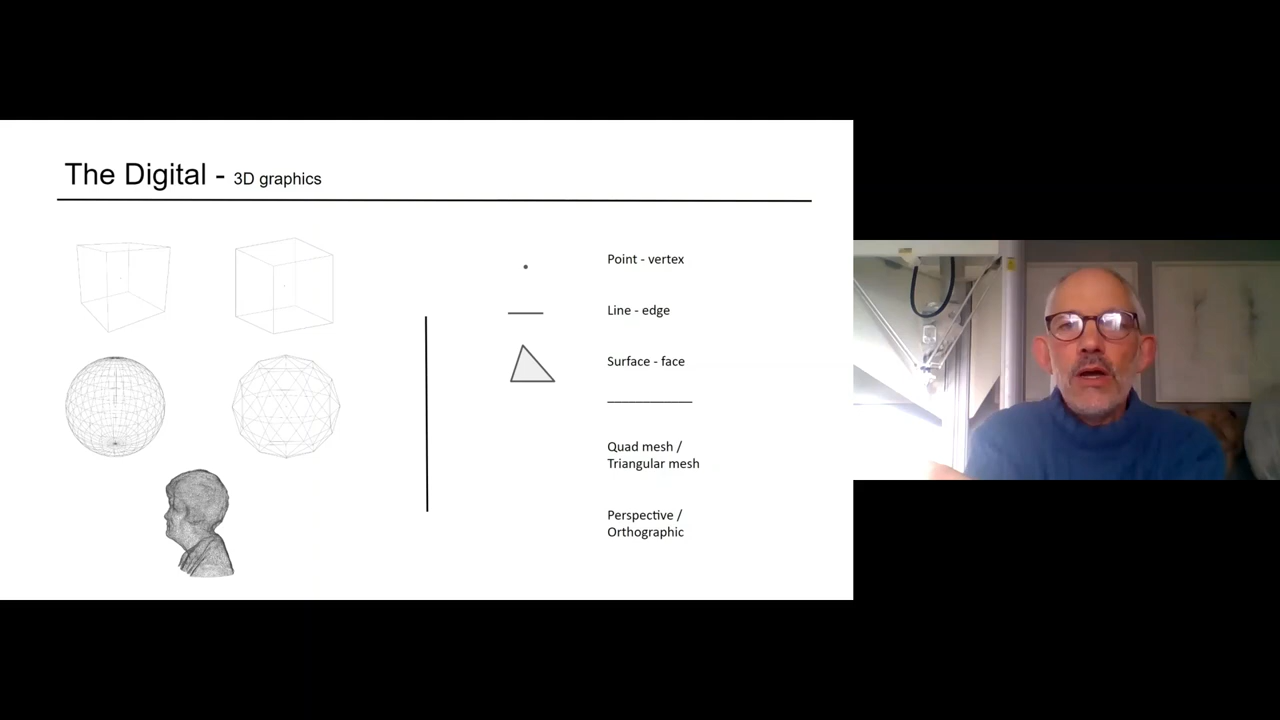 The Digital - 3D graphics
Point - vertex
Line - edge
Surface - face
Quad mesh /
Triangular mesh
Perspective /
Orthographic